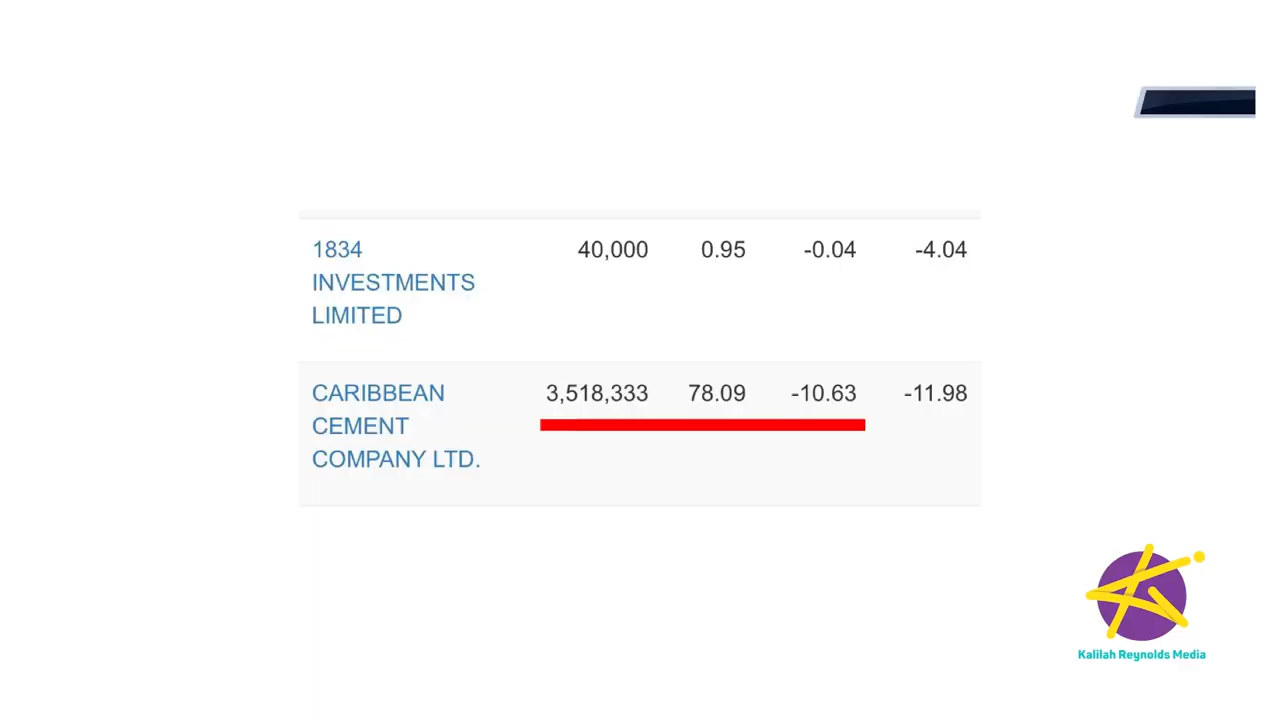 1834 40,000 0.95 -0.04 -4.04
INVESTMENTS
LIMITED
CARIBBEAN 3,518,333 78.09 -10.63 -11.98
CEMENT
COMPANY LTD.
Kalilah Reynolds Media